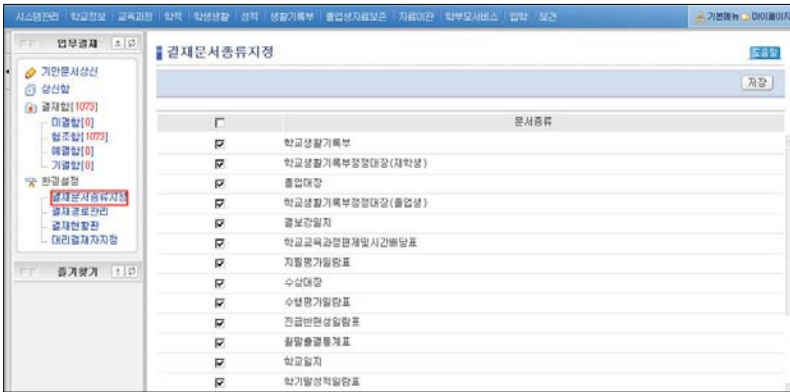 시스템관리 학교정보 교육과정 학적 학생생활 성적 생활기록부 졸업생자료보존 자료이관 학부모서비스 입학 보건
기본메뉴 마이페이지
업무결재
기안문서상신
상신함
결재함[1073]
미결함[0]
협조함[1073]
예결함[0]
기결함[0]
환경설정
결재문서종류지정
결재경로관리
결재현황판
대리결재자지정
즐겨찾기
결재문서종류지정
도움말
저장
문서종류
학교생활기록부
학교생활기록부정정대장(재학생)
졸업대장
학교생활기록부정정대장(졸업생)
결보강일지
학교교육과정편제및시간배당표
지필평가일람표
수상대장
수행평가일람표
진급반편성일람표
월말출결통계표
학교일지
학기말성적일람표